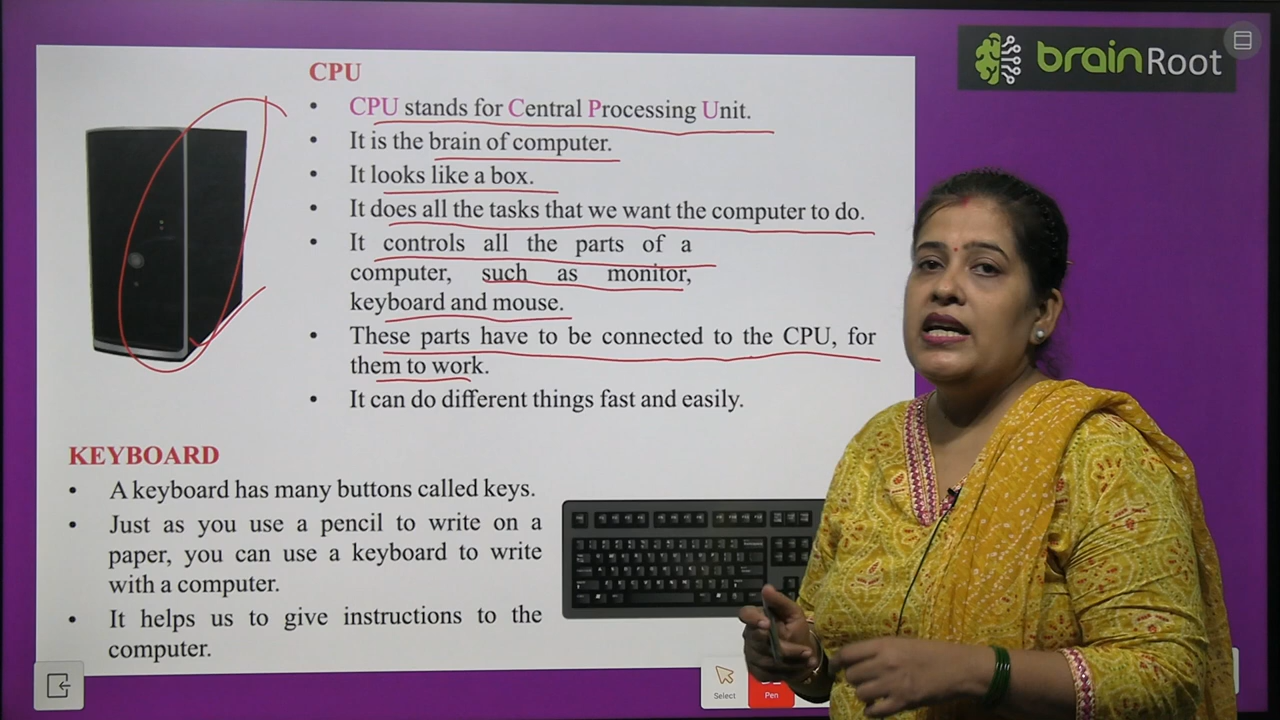 brainRoot
CPU
• CPU stands for Central Processing Unit.
• It is the brain of computer.
• It looks like a box.
• It does all the tasks that we want the computer to do.
• It controls all the parts of a
computer, such as monitor,
keyboard and mouse.
• These parts have to be connected to the CPU, for
them to work.
• It can do different things fast and easily.
KEYBOARD
• A keyboard has many buttons called keys.
• Just as you use a pencil to write on a
paper, you can use a keyboard to write
with a computer.
• It helps us to give instructions to the
computer.
Select
Pen